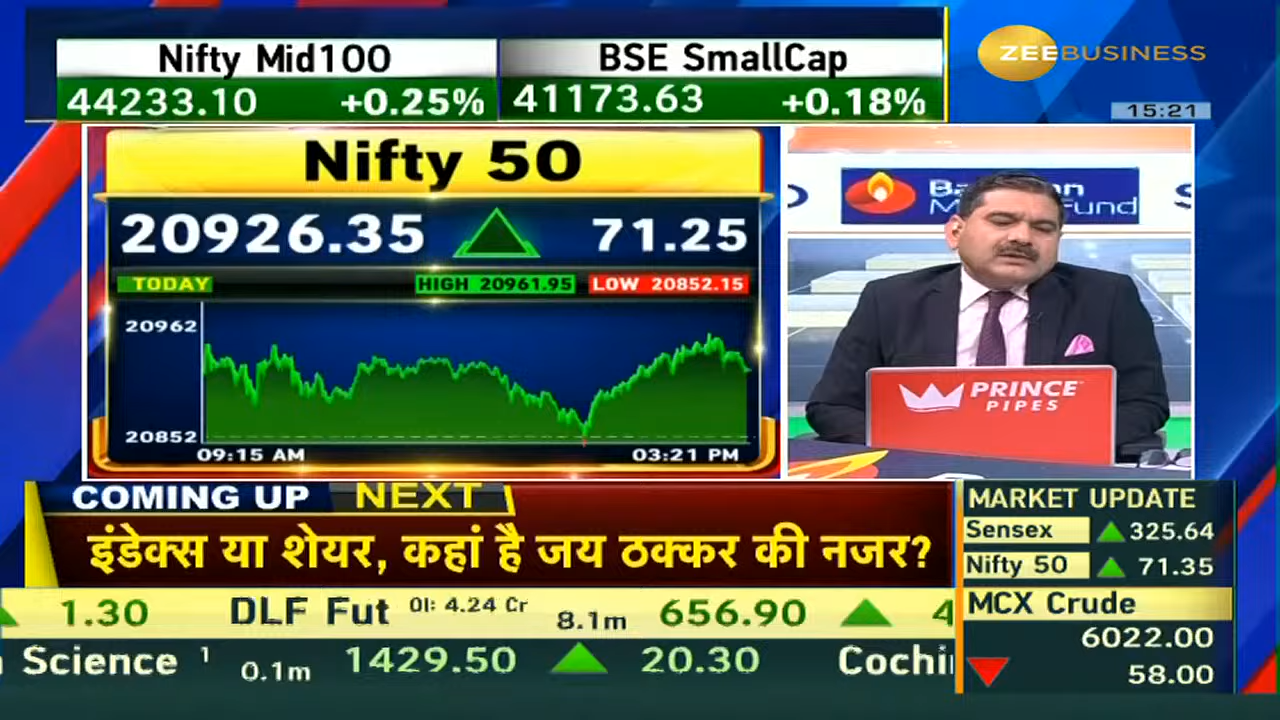 Nifty Mid100
44233.10 +0.25%
BSE SmallCap
41173.63 +0.18%
ZEEBUSINESS
15:21
Nifty 50
20926.35 71.25
TODAY HIGH 20961.95 LOW 20852.15
20962
20852
09:15 AM 03:21 PM
Fund
PRINCE
PIPES
COMING UP NEXT
इंडेक्स या शेयर, कहां है जय ठक्कर की नजर?
MARKET UPDATE
Sensex 325.64
Nifty 50 71.35
MCX Crude
6022.00
58.00
1.30 DLF Fut OI: 4.24 Cr 8.1m 656.90 4
Science 1 0.1m 1429.50 20.30 Cochi